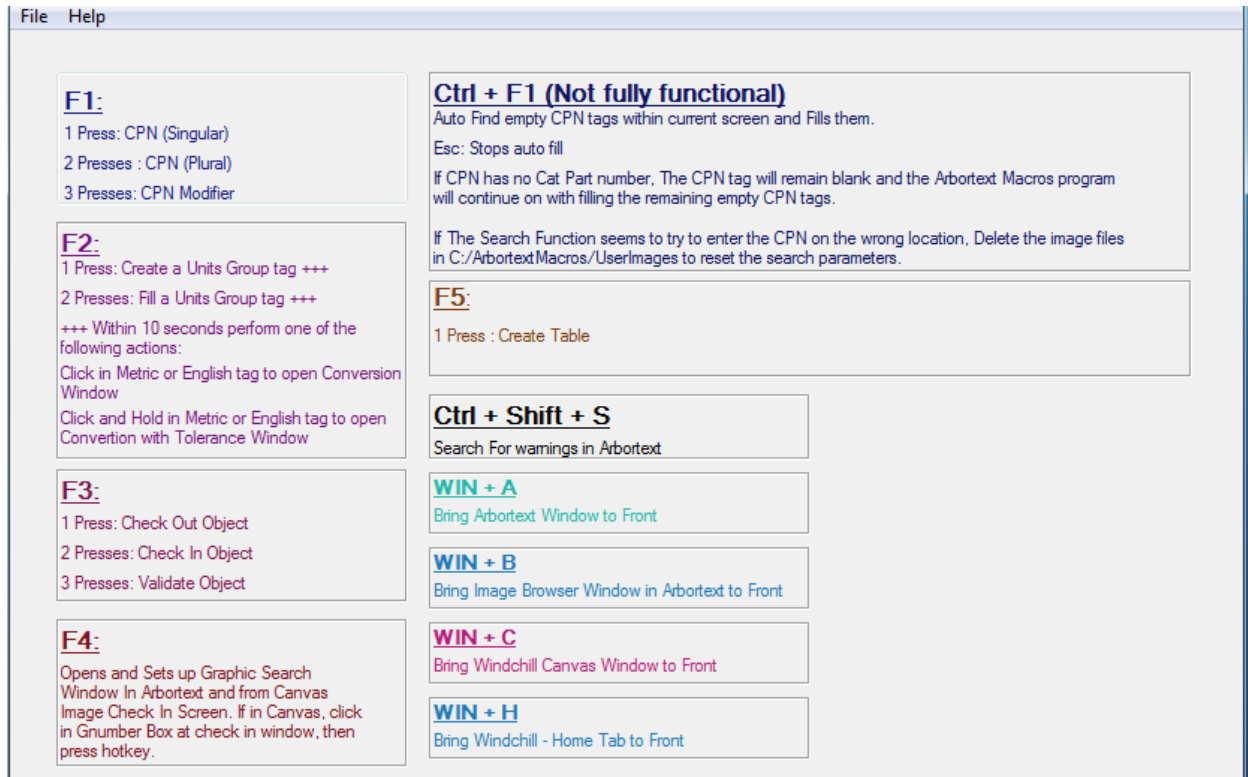 File Help
F1:
1 Press: CPN (Singular)
2 Presses : CPN (Plural)
3 Presses: CPN Modifier
F2:
1 Press: Create a Units Group tag +++
2 Presses: Fill a Units Group tag +++
+++ Within 10 seconds perform one of the
following actions:
Click in Metric or English tag to open Conversion
Window
Click and Hold in Metric or English tag to open
Convertion with Tolerance Window
F3:
1 Press: Check Out Object
2 Presses: Check In Object
3 Presses: Validate Object
F4:
Opens and Sets up Graphic Search
Window In Arbortext and from Canvas
Image Check In Screen. If in Canvas, click
in Gnumber Box at check in window, then
press hotkey.
Ctrl + F1 (Not fully functional)
Auto Find empty CPN tags within current screen and Fills them.
Esc: Stops auto fill
If CPN has no Cat Part number, The CPN tag will remain blank and the Arbortext Macros program
will continue on with filling the remaining empty CPN tags.
If The Search Function seems to try to enter the CPN on the wrong location, Delete the image files
in C:/ArbortextMacros/UserImages to reset the search parameters.
F5:
1 Press : Create Table
Ctrl + Shift + S
Search For warnings in Arbortext
WIN + A
Bring Arbortext Window to Front
WIN + B
Bring Image Browser Window in Arbortext to Front
WIN + C
Bring Windchill Canvas Window to Front
WIN + H
Bring Windchill - Home Tab to Front